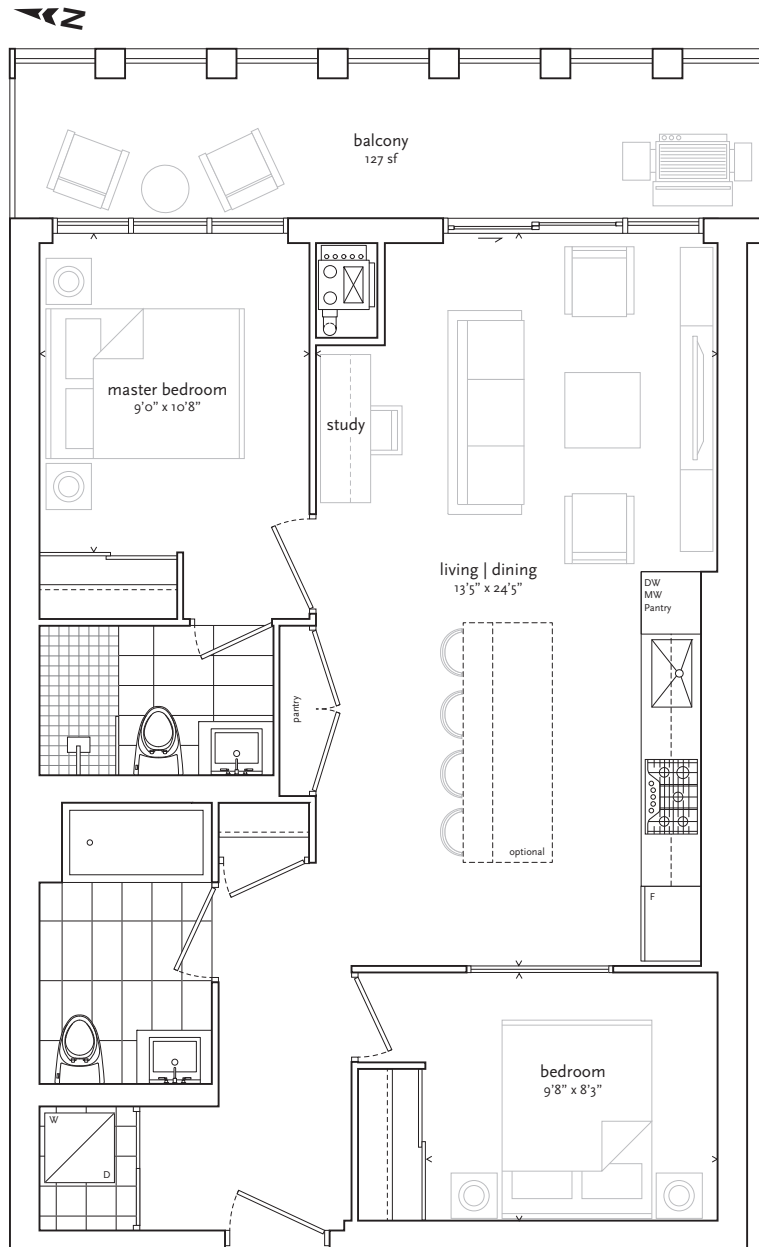 N
balcony
127 sf
master bedroom
9'0" x 10'8"
study
living | dining
13'5" x 24'5"
DW
MW
Pantry
pantry
optional
F
bedroom
9'8" x 8'3"
W
D